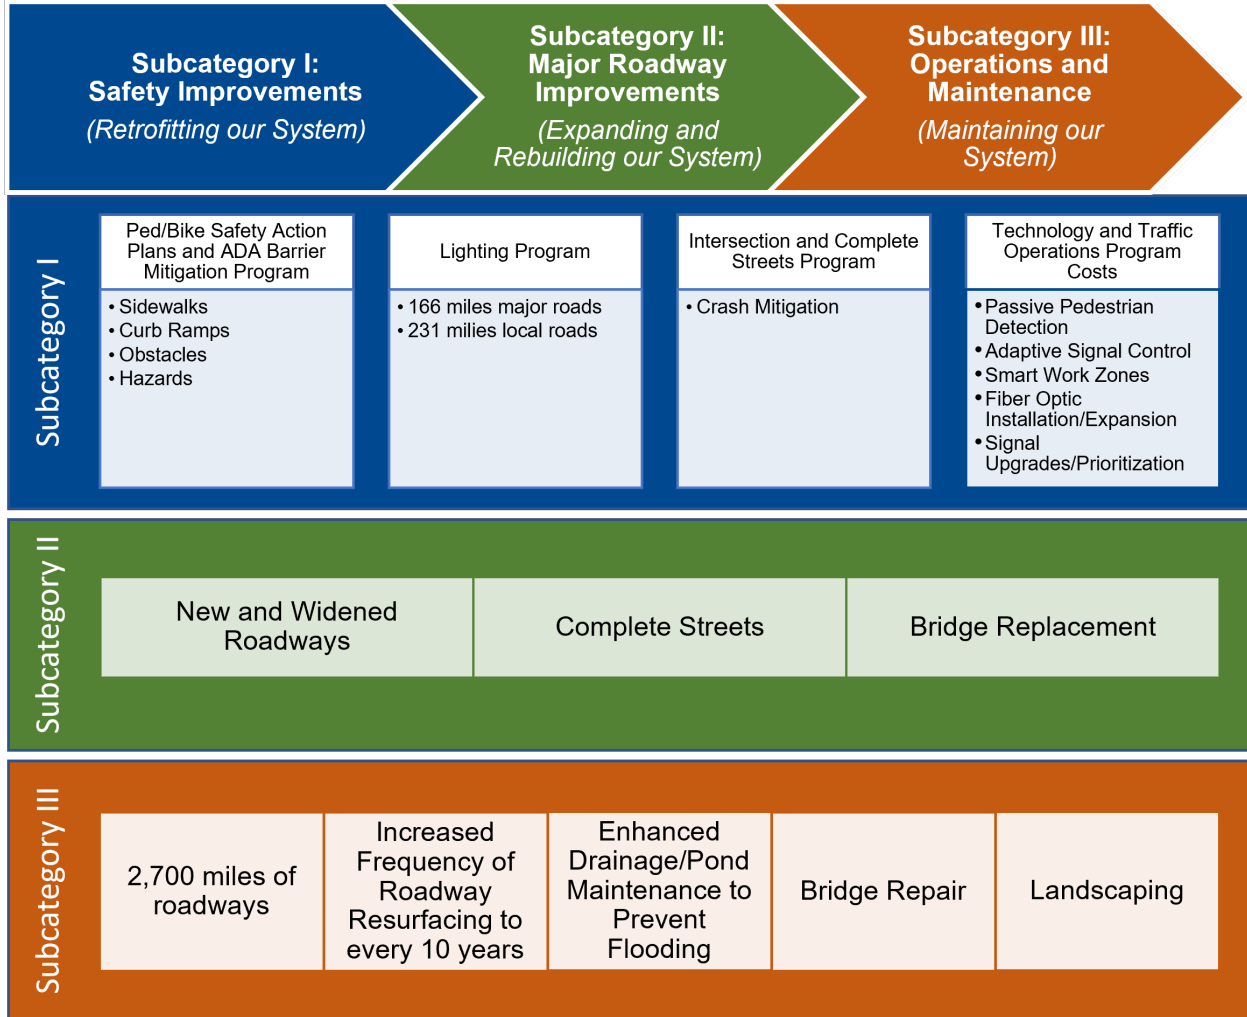 Subcategory I:
Safety Improvements
(Retrofitting our System)
Subcategory II:
Major Roadway
Improvements
(Expanding and
Rebuilding our System)
Subcategory III:
Operations and
Maintenance
(Maintaining our
System)
Subcategory I
Ped/Bike Safety Action
Plans and ADA Barrier
Mitigation Program
• Sidewalks
• Curb Ramps
• Obstacles
• Hazards
Lighting Program
• 166 miles major roads
• 231 milies local roads
Intersection and Complete
Streets Program
• Crash Mitigation
Technology and Traffic
Operations Program
Costs
• Passive Pedestrian
Detection
• Adaptive Signal Control
• Smart Work Zones
• Fiber Optic
Installation/Expansion
• Signal
Upgrades/Prioritization
Subcategory II
New and Widened
Roadways
Complete Streets
Bridge Replacement
Subcategory III
2,700 miles of
roadways
Increased
Frequency of
Roadway
Resurfacing to
every 10 years
Enhanced
Drainage/Pond
Maintenance to
Prevent
Flooding
Bridge Repair
Landscaping